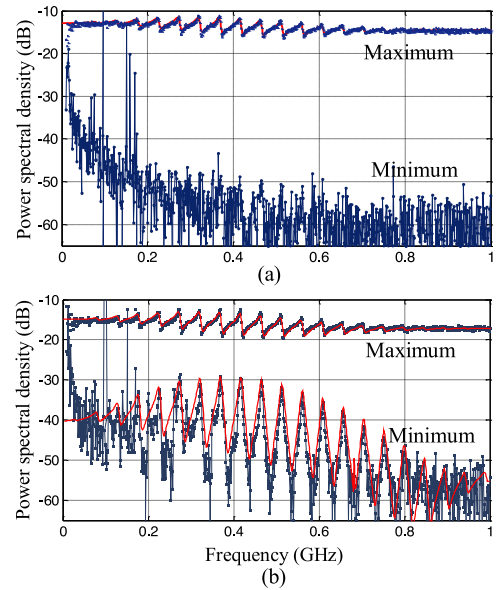 -10
-20
-30
-40
-50
-60
Power spectral density (dB)
Maximum
Minimum
0 0.2 0.4 0.6 0.8 1
(a)
-10
-20
-30
-40
-50
-60
Power spectral density (dB)
Maximum
Minimum
0 0.2 0.4 0.6 0.8 1
Frequency (GHz)
(b)